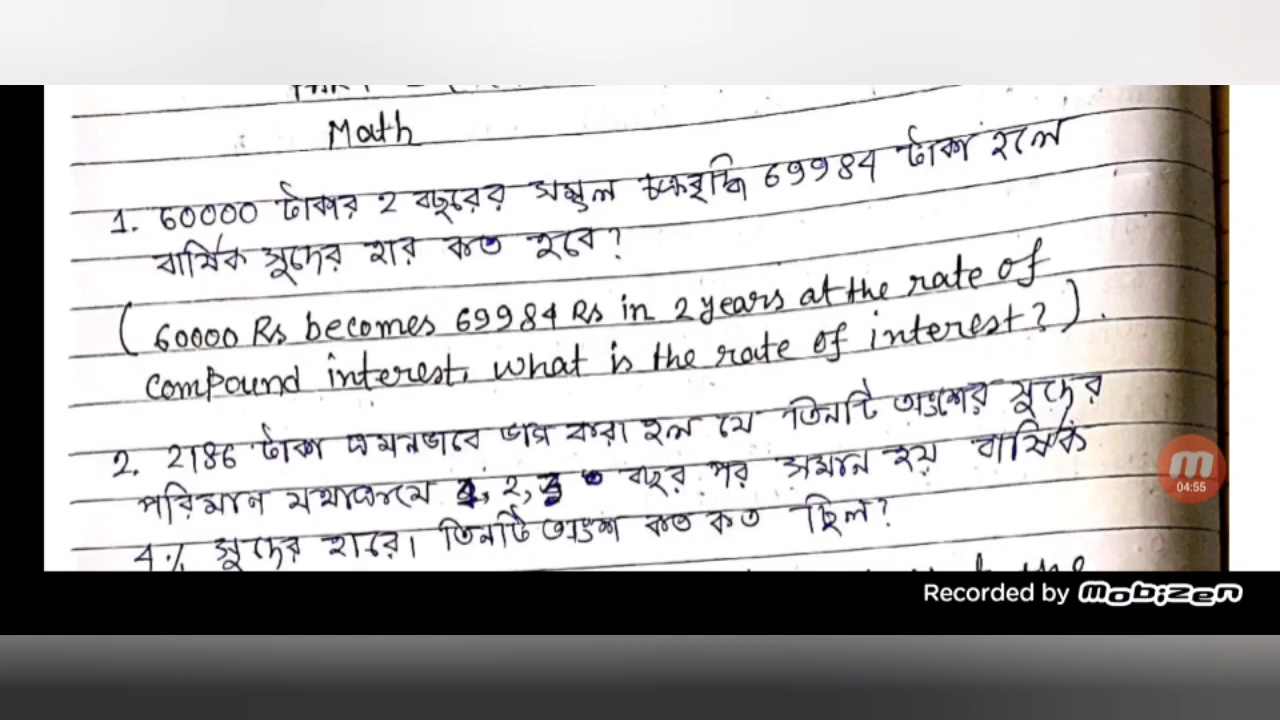 Math
1. 60000 টাকার 2 বছরের সমূল চক্রবৃদ্ধি 69984 টাকা হলে
বার্ষিক সুদের হার কত হবে?
(60000 Rs becomes 69984 Rs in 2 years at the rate of
compound interest. what is the rate of interest?).
2. 2186 টাকা এমনভাবে ভাগ করা হল যে তিনটি অংশের সুদের
পরিমান যথাক্রমে 1, 2, 3 বছর পর সমান হয় বার্ষিক
4% সুদের হারে। তিনটি অংশ কত কত ছিল?
04:55
Recorded by mobizen